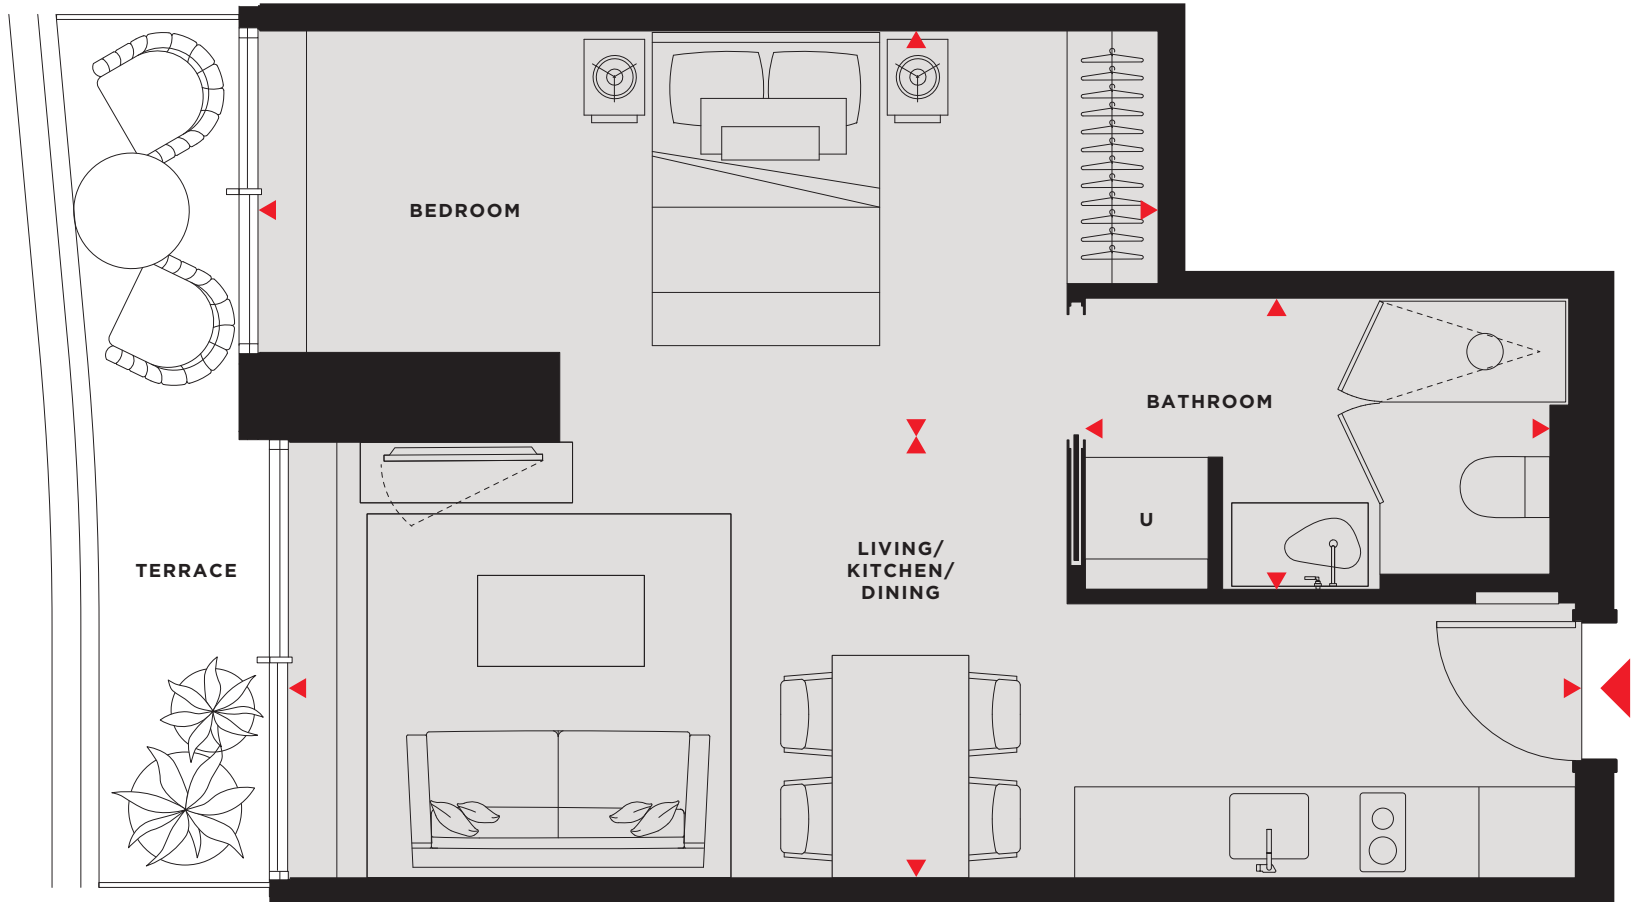 BEDROOM
BATHROOM
U
LIVING/
KITCHEN/
DINING
TERRACE